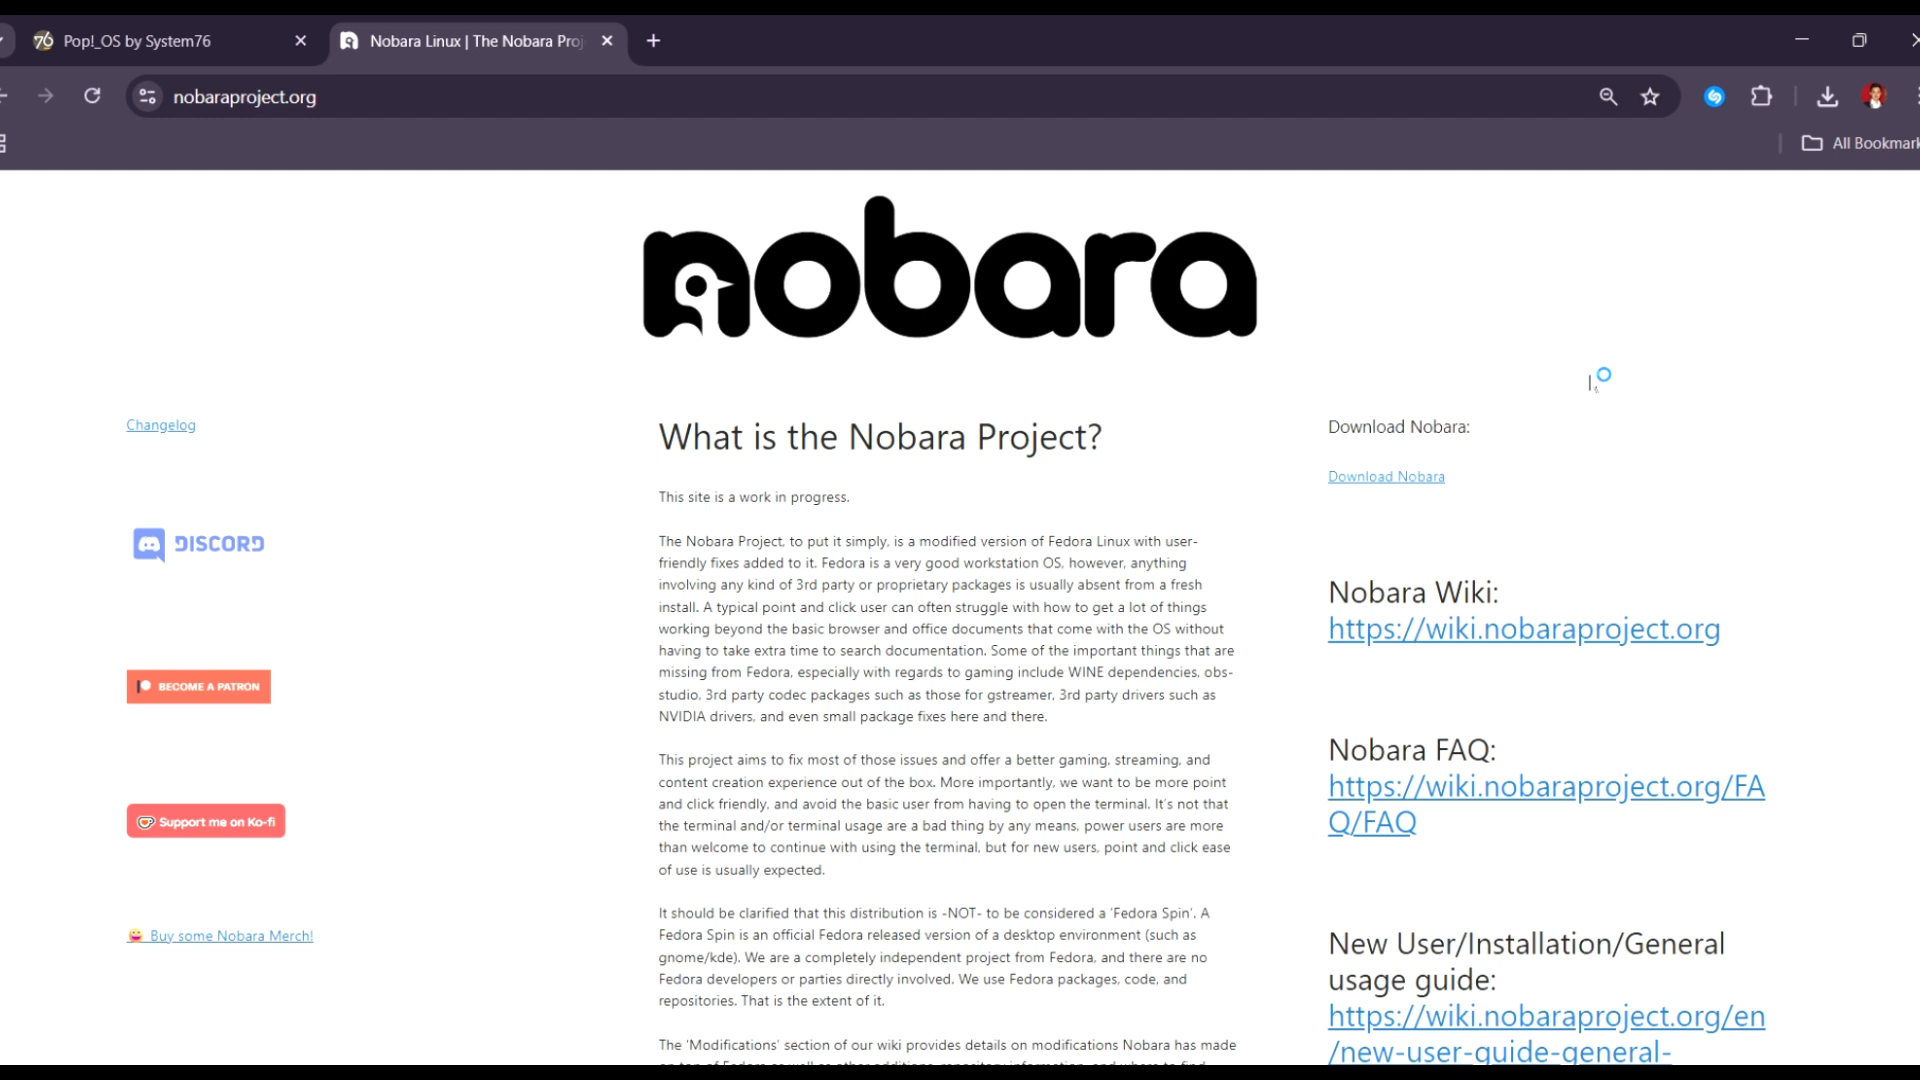 Pop!_OS by System76
Nobara Linux | The Nobara Proj
nobaraproject.org
All Bookmark
nobara
Changelog
DISCORD
BECOME A PATRON
Support me on Ko-fi
Buy some Nobara Merch!
What is the Nobara Project?
This site is a work in progress.
The Nobara Project, to put it simply, is a modified version of Fedora Linux with user-
friendly fixes added to it. Fedora is a very good workstation OS, however, anything
involving any kind of 3rd party or proprietary packages is usually absent from a fresh
install. A typical point and click user can often struggle with how to get a lot of things
working beyond the basic browser and office documents that come with the OS without
having to take extra time to search documentation. Some of the important things that are
missing from Fedora, especially with regards to gaming include WINE dependencies, obs-
studio, 3rd party codec packages such as those for gstreamer, 3rd party drivers such as
NVIDIA drivers, and even small package fixes here and there.
This project aims to fix most of those issues and offer a better gaming, streaming, and
content creation experience out of the box. More importantly, we want to be more point
and click friendly, and avoid the basic user from having to open the terminal. It's not that
the terminal and/or terminal usage are a bad thing by any means, power users are more
than welcome to continue with using the terminal, but for new users, point and click ease
of use is usually expected.
It should be clarified that this distribution is -NOT- to be considered a 'Fedora Spin'. A
Fedora Spin is an official Fedora released version of a desktop environment (such as
gnome/kde). We are a completely independent project from Fedora, and there are no
Fedora developers or parties directly involved. We use Fedora packages, code, and
repositories. That is the extent of it.
The 'Modifications' section of our wiki provides details on modifications Nobara has made
Download Nobara:
Download Nobara
Nobara Wiki:
https://wiki.nobaraproject.org
Nobara FAQ:
https://wiki.nobaraproject.org/FA
Q/FAQ
New User/Installation/General
usage guide:
https://wiki.nobaraproject.org/en
/new-user-guide-general-